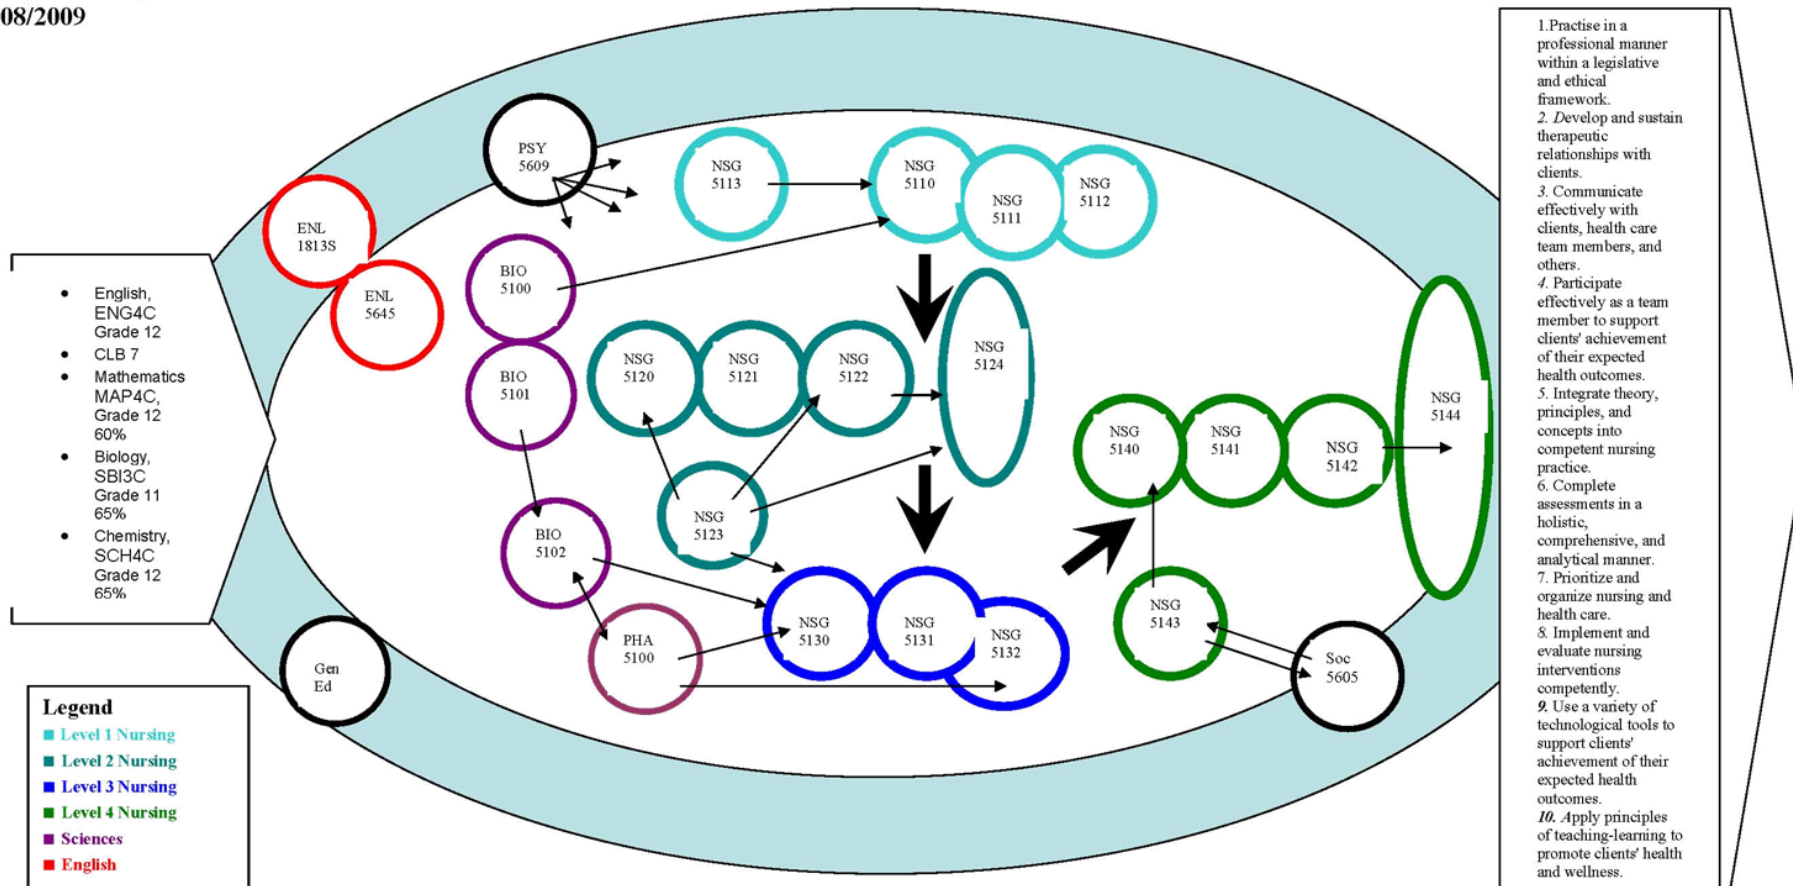 08/2009
English,
ENG4C
Grade 12
CLB 7
Mathematics
MAP4C,
Grade 12
60%
Biology,
SBI3C
Grade 11
65%
Chemistry,
SCH4C
Grade 12
65%
ENL
1813S
ENL
5645
PSY
5609
NSG
5113
NSG
5110
NSG
5111
NSG
5112
BIO
5100
BIO
5101
NSG
5120
NSG
5121
NSG
5122
NSG
5124
NSG
5123
BIO
5102
PHA
5100
NSG
5130
NSG
5131
NSG
5132
NSG
5140
NSG
5141
NSG
5142
NSG
5144
NSG
5143
Soc
5605
Gen
Ed
Legend
Level 1 Nursing
Level 2 Nursing
Level 3 Nursing
Level 4 Nursing
Sciences
English
1.Practise in a
professional manner
within a legislative
and ethical
framework.
2. Develop and sustain
therapeutic
relationships with
clients.
3. Communicate
effectively with
clients, health care
team members, and
others.
4. Participate
effectively as a team
member to support
clients' achievement
of their expected
health outcomes.
5. Integrate theory,
principles, and
concepts into
competent nursing
practice.
6. Complete
assessments in a
holistic,
comprehensive, and
analytical manner.
7. Prioritize and
organize nursing and
health care.
8. Implement and
evaluate nursing
interventions
competently.
9. Use a variety of
technological tools to
support clients'
achievement of their
expected health
outcomes.
10. Apply principles
of teaching-learning to
promote clients' health
and wellness.